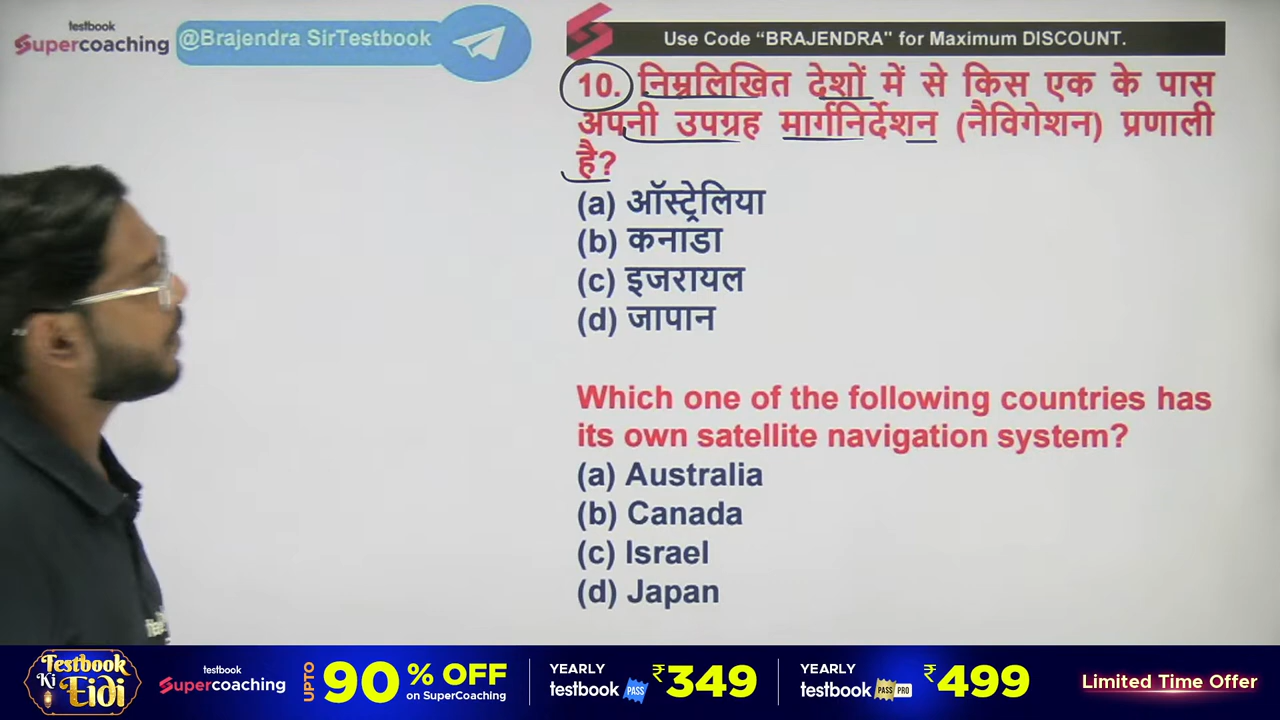 testbook
Supercoaching
@Brajendra SirTestbook
Use Code “BRAJENDRA" for Maximum DISCOUNT.
10. निम्नलिखित देशों में से किस एक के पास
अपनी उपग्रह मार्गनिर्देशन (नैविगेशन) प्रणाली
है?
(a) ऑस्ट्रेलिया
(b) कनाडा
(c) इजरायल
(d) जापान
Which one of the following countries has
its own satellite navigation system?
(a) Australia
(b) Canada
(c) Israel
(d) Japan
Testbook
Ki Eidi
testbook
Supercoaching
UPTO 90% OFF
on SuperCoaching
YEARLY
testbook PASS
₹349
YEARLY
testbook PASS PRO
₹499
Limited Time Offer